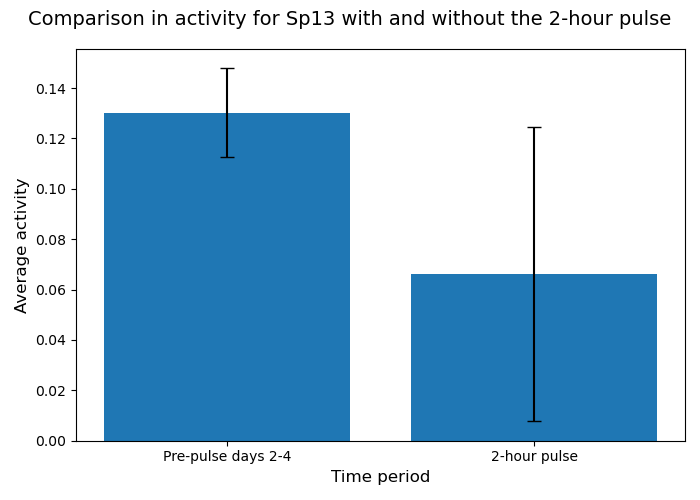 Comparison in activity for Sp13 with and without the 2-hour pulse
Average activity
0.14
0.12
0.10
0.08
0.06
0.04
0.02
0.00
Pre-pulse days 2-4
2-hour pulse
Time period